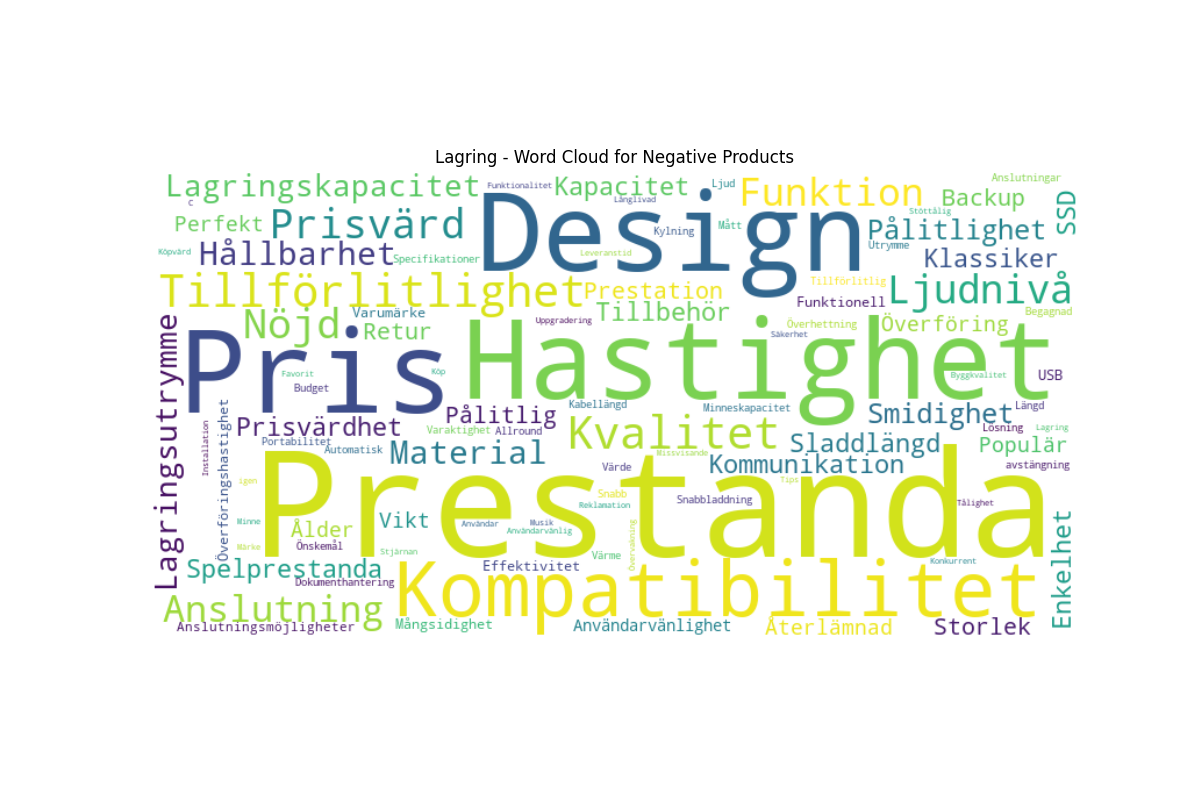 Lagring - Word Cloud for Negative Products
Lagringskapacitet
Funktionalitet
Kapacitet
Ljud
Funktion
Anslutningar
Backup
SSD
c
Långlivad
Perfekt
Prisvärd
Design
Kylning
Mått
Stöttålig
Pålitlighet
Utrymme
Köpvärd
Hållbarhet
Specifikationer
Leveranstid
Klassiker
Tillförlitlighet
Prestation
Tillförlitlig
Ljudnivå
Funktionell
Nöjd
Varumärke
Retur
Uppgradering
Tillbehör
Överhettning
Säkerhet
Överföring
Begagnad
Lagringsutrymme
Pris
Hastighet
Favorit
Budget
Köp
Byggkvalitet
USB
Överföringshastighet
Installation
Prisvärdhet
Pålitlig
Kabellängd
Minneskapacitet
Smidighet
Längd
Portabilitet
Varaktighet
Allround
Kvalitet
Lösning
Lagring
Automatisk
Material
Missvisande
Sladdlängd
Populär
Kommunikation
avstängning
Värde
igen
Prestanda
Tips
Snabb
Snabbladdning
Reklamation
Tålighet
Minne
Ålder
Vikt
Användar
Musik
Användarvänlig
Övervakning
Märke
Önskemål
Stjärnan
Värme
Konkurrent
Enkelhet
Spelprestanda
Effektivitet
Dokumenthantering
Kompatibilitet
Anslutning
Anslutningsmöjligheter
Mångsidighet
Användarvänlighet
Återlämnad
Storlek